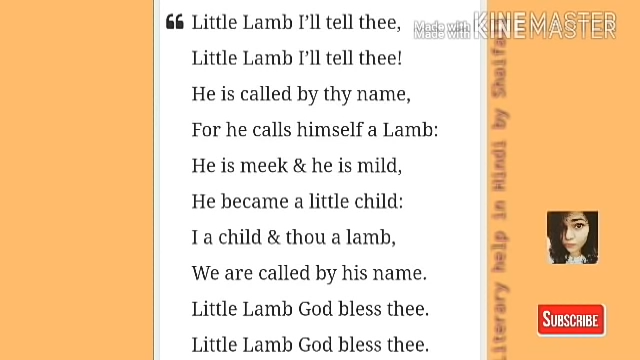 ❝ Little Lamb I’ll tell thee,
Little Lamb I’ll tell thee!
He is called by thy name,
For he calls himself a Lamb:
He is meek & he is mild,
He became a little child:
I a child & thou a lamb,
We are called by his name.
Little Lamb God bless thee.
Little Lamb God bless thee.
Made with KINEMASTER
Literary help in Hindi by
SUBSCRIBE